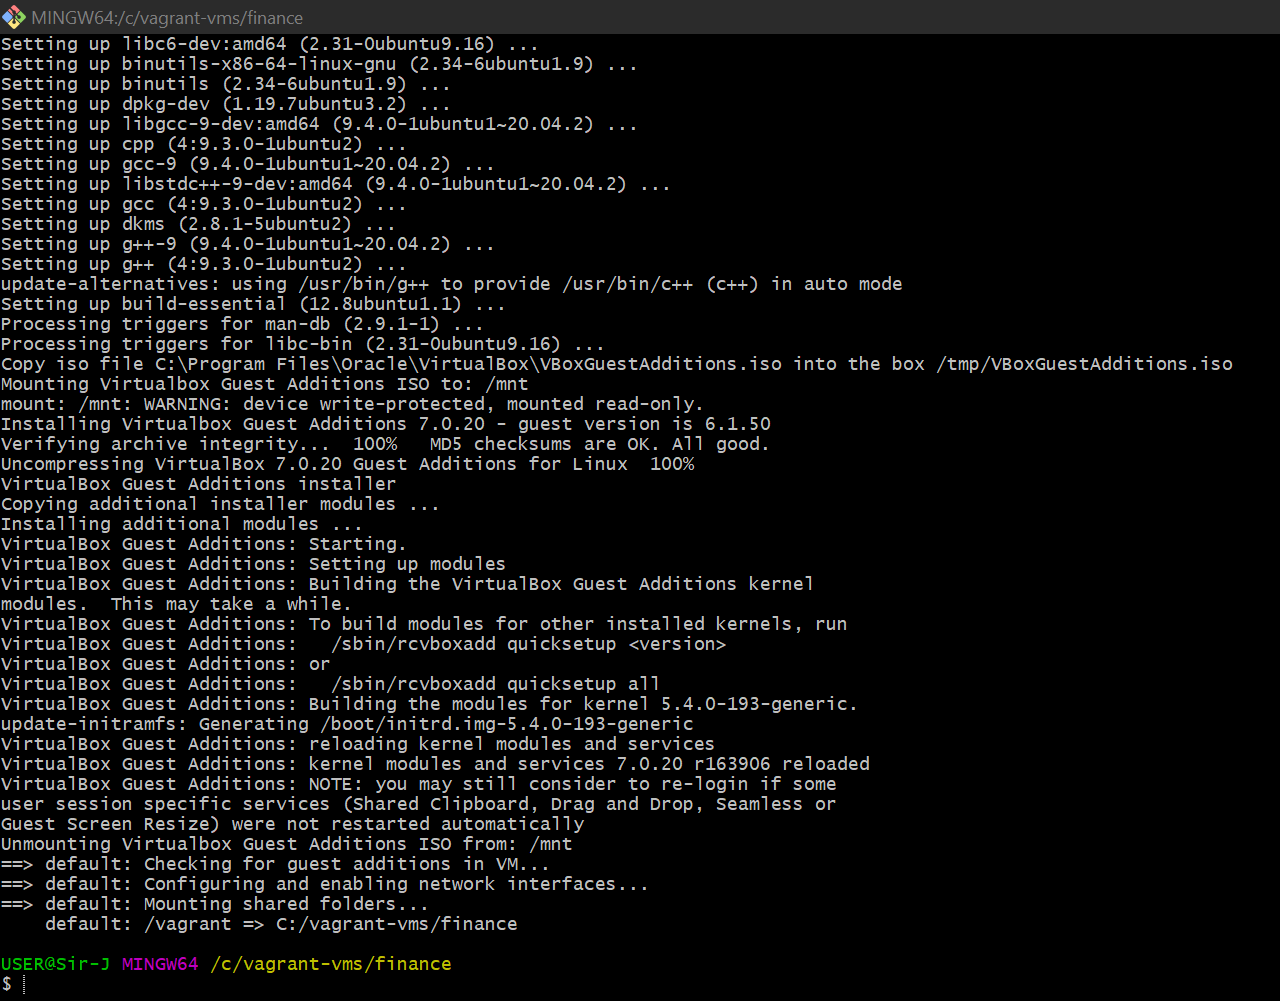 MINGW64:/c/vagrant-vms/finance
Setting up libc6-dev:amd64 (2.31-0ubuntu9.16) ...
Setting up binutils-x86-64-linux-gnu (2.34-6ubuntu1.9) ...
Setting up binutils (2.34-6ubuntu1.9) ...
Setting up dpkg-dev (1.19.7ubuntu3.2) ...
Setting up libgcc-9-dev:amd64 (9.4.0-1ubuntu1~20.04.2) ...
Setting up cpp (4:9.3.0-1ubuntu2) ...
Setting up gcc-9 (9.4.0-1ubuntu1~20.04.2) ...
Setting up libstdc++-9-dev:amd64 (9.4.0-1ubuntu1~20.04.2) ...
Setting up gcc (4:9.3.0-1ubuntu2) ...
Setting up dkms (2.8.1-5ubuntu2) ...
Setting up g++-9 (9.4.0-1ubuntu1~20.04.2) ...
Setting up g++ (4:9.3.0-1ubuntu2) ...
update-alternatives: using /usr/bin/g++ to provide /usr/bin/c++ (c++) in auto mode
Setting up build-essential (12.8ubuntu1.1) ...
Processing triggers for man-db (2.9.1-1) ...
Processing triggers for libc-bin (2.31-0ubuntu9.16) ...
Copy iso file C:\Program Files\Oracle\VirtualBox\VBoxGuestAdditions.iso into the box /tmp/VBoxGuestAdditions.iso
Mounting Virtualbox Guest Additions ISO to: /mnt
mount: /mnt: WARNING: device write-protected, mounted read-only.
Installing Virtualbox Guest Additions 7.0.20 - guest version is 6.1.50
Verifying archive integrity...  100%   MD5 checksums are OK. All good.
Uncompressing VirtualBox 7.0.20 Guest Additions for Linux  100%
VirtualBox Guest Additions installer
Copying additional installer modules ...
Installing additional modules ...
VirtualBox Guest Additions: Starting.
VirtualBox Guest Additions: Setting up modules
VirtualBox Guest Additions: Building the VirtualBox Guest Additions kernel
modules.  This may take a while.
VirtualBox Guest Additions: To build modules for other installed kernels, run
VirtualBox Guest Additions:   /sbin/rcvboxadd quicksetup <version>
VirtualBox Guest Additions: or
VirtualBox Guest Additions:   /sbin/rcvboxadd quicksetup all
VirtualBox Guest Additions: Building the modules for kernel 5.4.0-193-generic.
update-initramfs: Generating /boot/initrd.img-5.4.0-193-generic
VirtualBox Guest Additions: reloading kernel modules and services
VirtualBox Guest Additions: kernel modules and services 7.0.20 r163906 reloaded
VirtualBox Guest Additions: NOTE: you may still consider to re-login if some
user session specific services (Shared Clipboard, Drag and Drop, Seamless or
Guest Screen Resize) were not restarted automatically
Unmounting Virtualbox Guest Additions ISO from: /mnt
==> default: Checking for guest additions in VM...
==> default: Configuring and enabling network interfaces...
==> default: Mounting shared folders...
    default: /vagrant => C:/vagrant-vms/finance
USER@Sir-J MINGW64 /c/vagrant-vms/finance
$